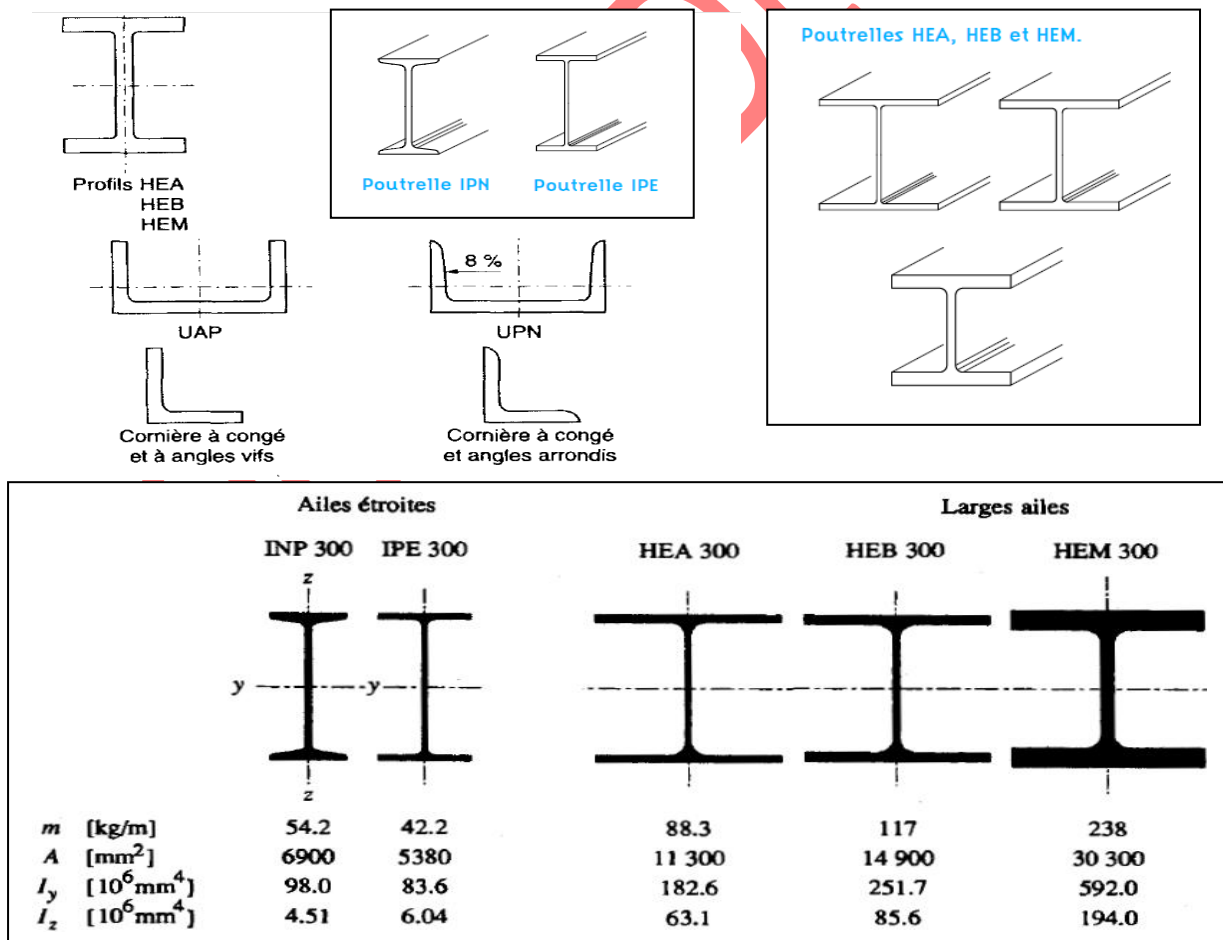 Profils HEA
HEB
HEM
Poutrelle IPN
Poutrelle IPE
Poutrelles HEA, HEB et HEM.
8 %
UAP
UPN
Cornière à congé
et à angles vifs
Cornière à congé
et angles arrondis
Ailes étroites
Larges ailes
INP 300 IPE 300 HEA 300 HEB 300 HEM 300
z
y y
z
m [kg/m] 54.2 42.2 88.3 117 238
A [mm²] 6900 5380 11 300 14 900 30 300
I_y [10⁶mm⁴] 98.0 83.6 182.6 251.7 592.0
I_z [10⁶mm⁴] 4.51 6.04 63.1 85.6 194.0